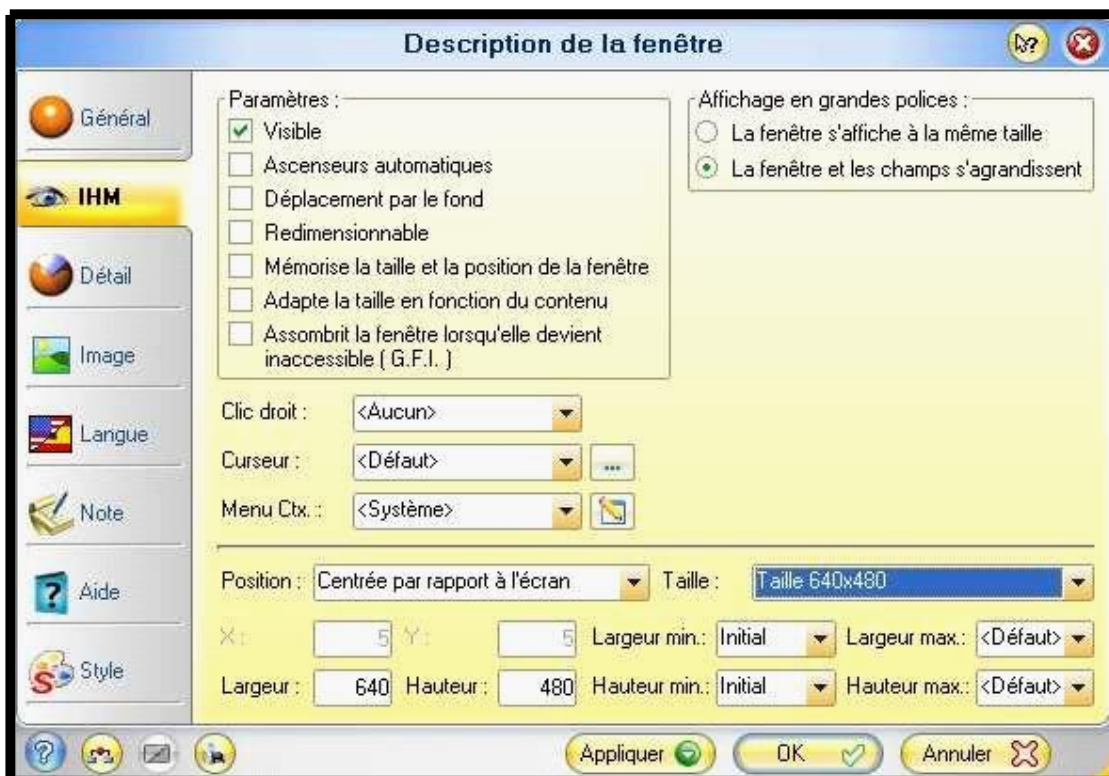 Description de la fenêtre
Général
IHM
Détail
Image
Langue
Note
Aide
Style
Paramètres :
Visible
Ascenseurs automatiques
Déplacement par le fond
Redimensionnable
Mémorise la taille et la position de la fenêtre
Adapte la taille en fonction du contenu
Assombrit la fenêtre lorsqu'elle devient
inaccessible ( G.F.I. )
Affichage en grandes polices :
La fenêtre s'affiche à la même taille
La fenêtre et les champs s'agrandissent
Clic droit : <Aucun>
Curseur : <Défaut> ...
Menu Ctx. : <Système>
Position : Centrée par rapport à l'écran Taille : Taille 640x480
X : 5 Y : 5 Largeur min.: Initial Largeur max.: <Défaut>
Largeur : 640 Hauteur : 480 Hauteur min.: Initial Hauteur max.: <Défaut>
Appliquer OK Annuler